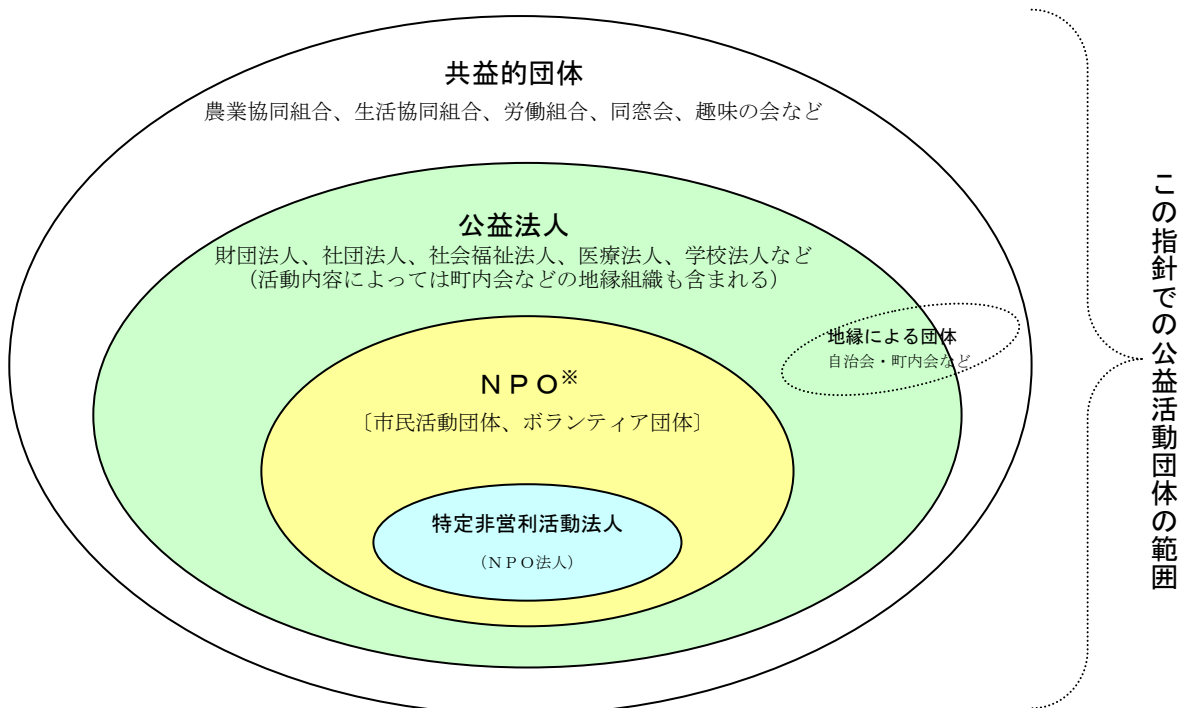 共益的団体
農業協同組合、生活協同組合、労働組合、同窓会、趣味の会など
公益法人
財団法人、社団法人、社会福祉法人、医療法人、学校法人など
（活動内容によっては町内会などの地縁組織も含まれる）
地縁による団体
自治会・町内会など
ＮＰＯ※
〔市民活動団体、ボランティア団体〕
特定非営利活動法人
（ＮＰＯ法人）
この指針での公益活動団体の範囲